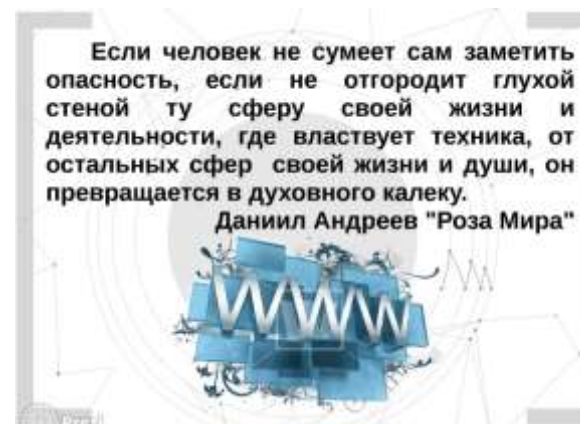 Если человек не сумеет сам заметить
опасность, если не отгородит глухой
стеной ту сферу своей жизни и
деятельности, где властвует техника, от
остальных сфер своей жизни и души, он
превращается в духовного калеку.
Даниил Андреев "Роза Мира"
WWW